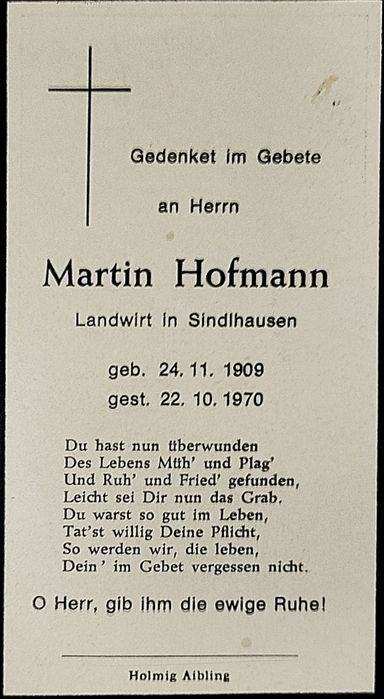 Gedenket im Gebete
an Herrn
Martin Hofmann
Landwirt in Sindlhausen
geb. 24. 11. 1909
gest. 22. 10. 1970
Du hast nun überwunden
Des Lebens Müh' und Plag'
Und Ruh' und Fried' gefunden,
Leicht sei Dir nun das Grab.
Du warst so gut im Leben,
Tat'st willig Deine Pflicht,
So werden wir, die leben,
Dein' im Gebet vergessen nicht.
O Herr, gib ihm die ewige Ruhe!
Holmig Aibling